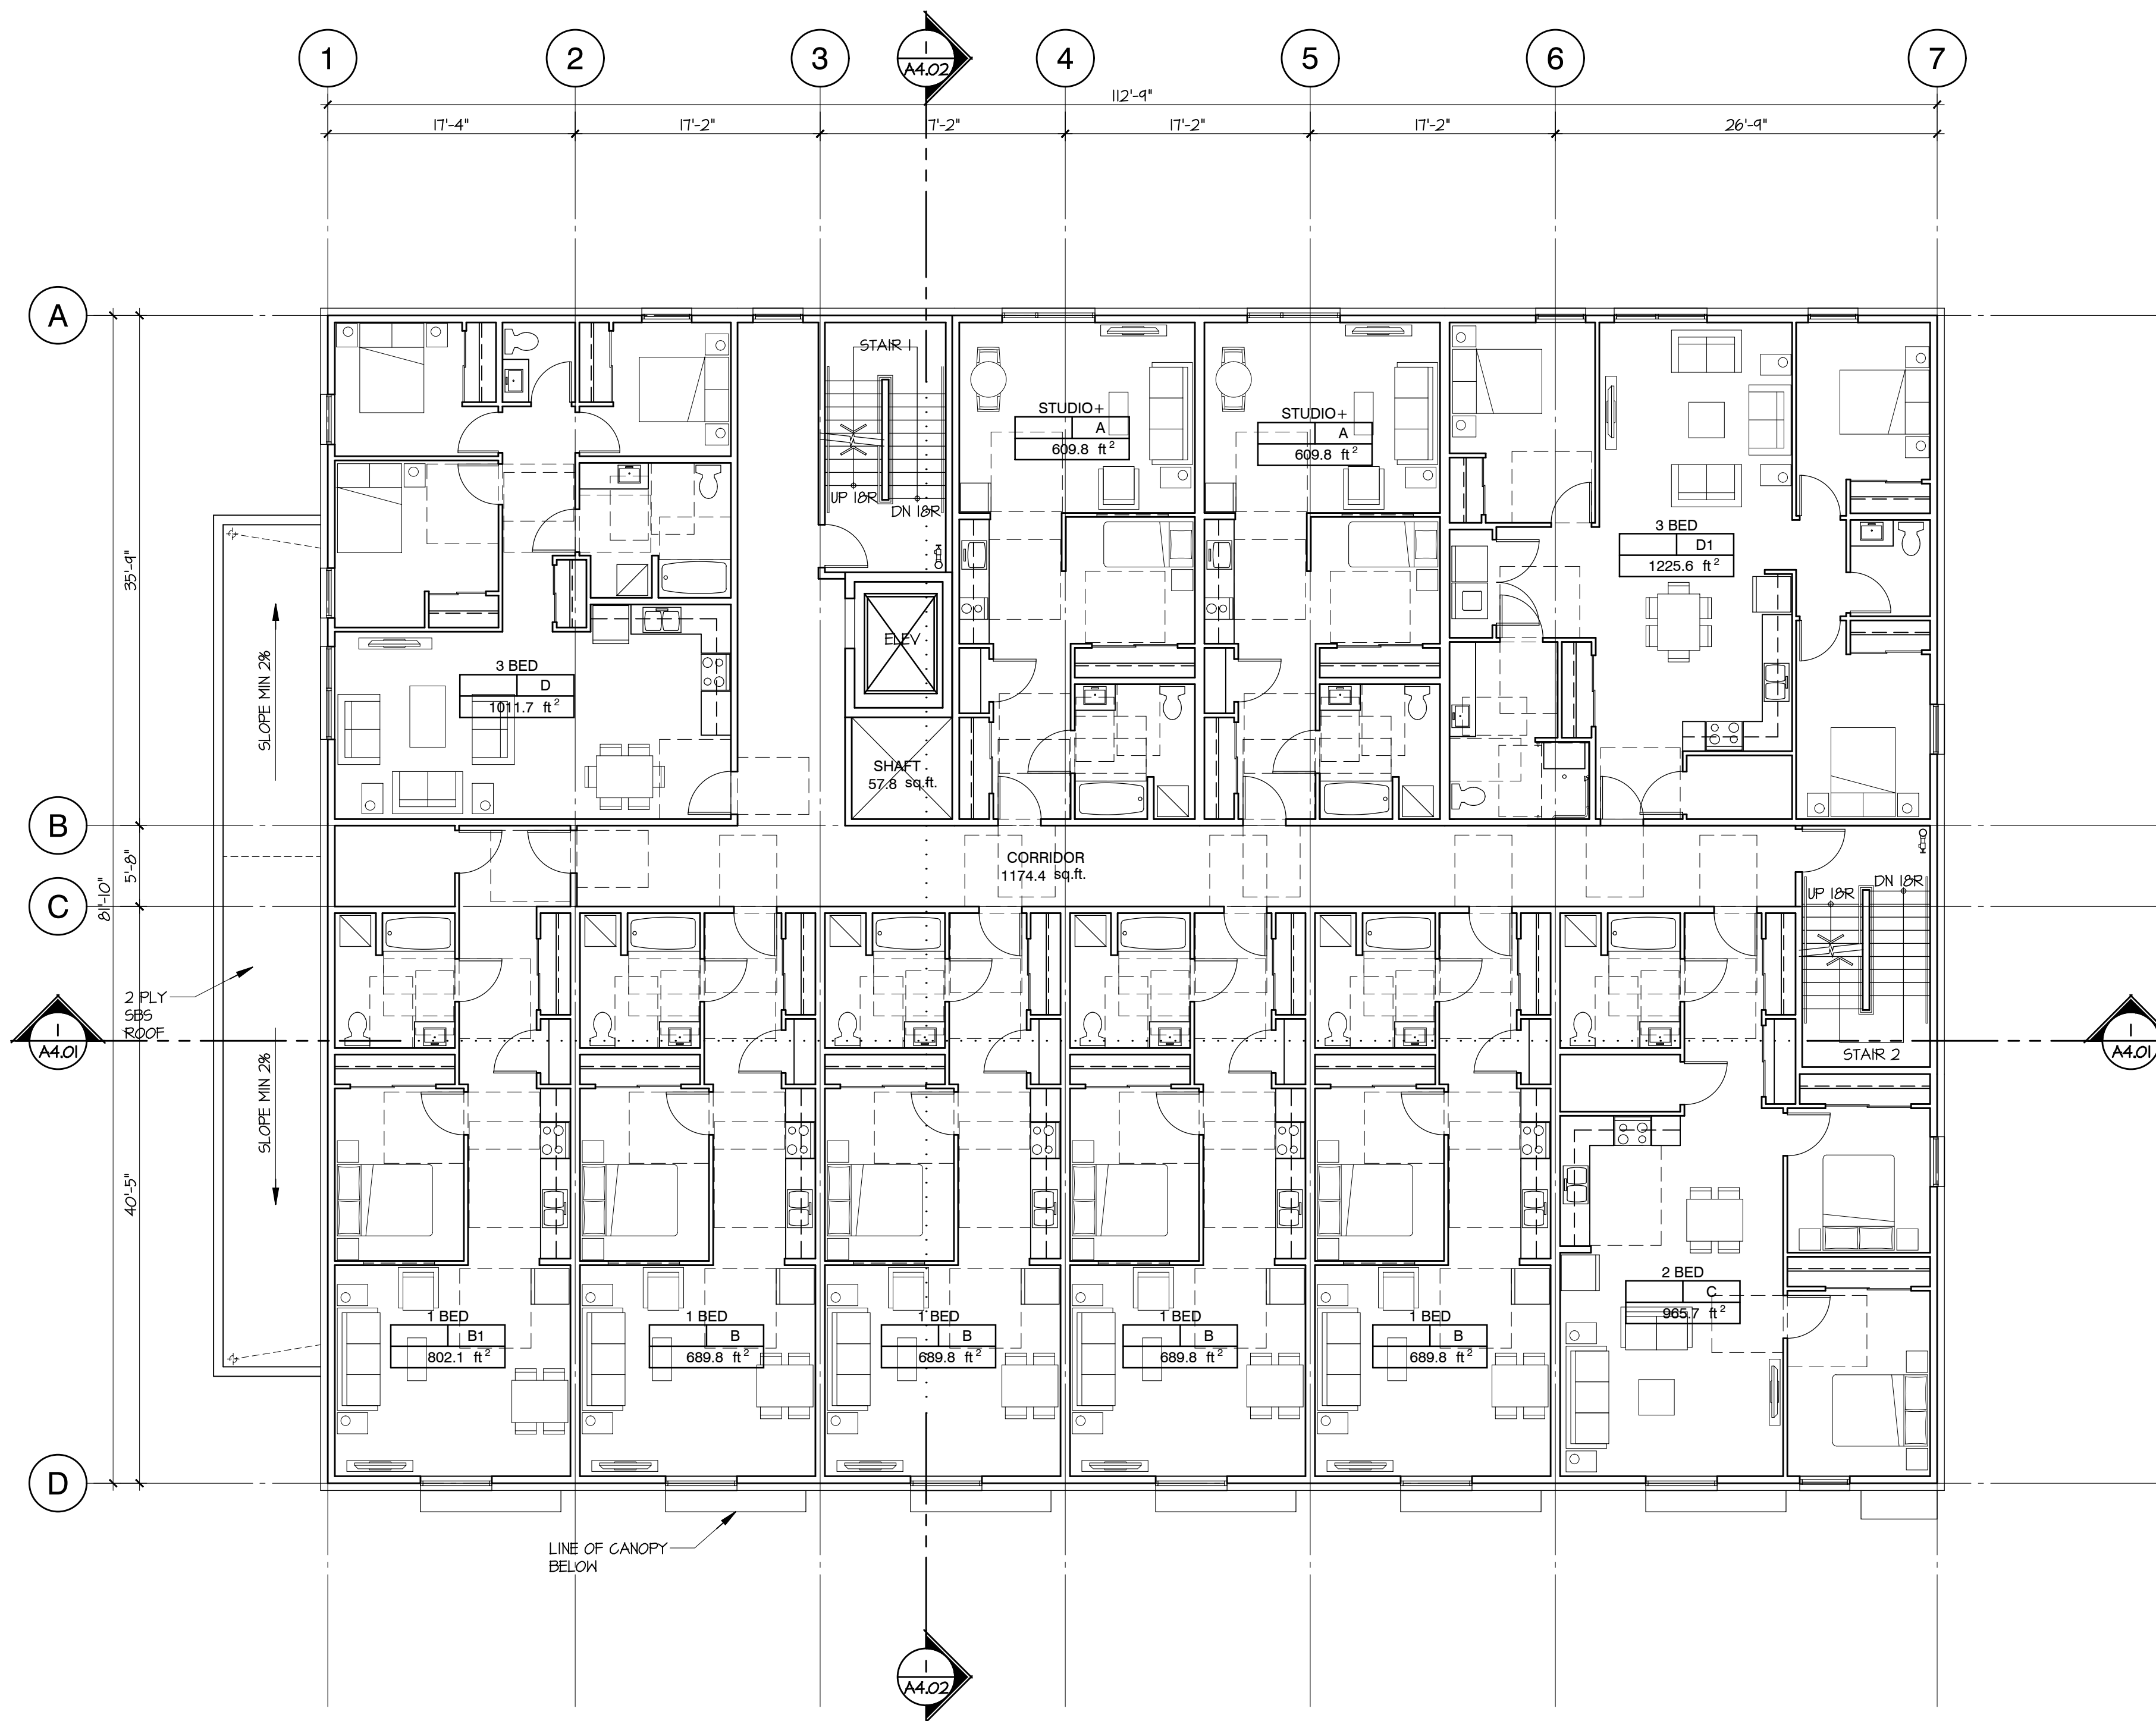 1
2
3
1
A4.02
4
5
6
7
112'-9"
17'-4"
17'-2"
7'-2"
17'-2"
17'-2"
26'-9"
A
STAIR 1
UP 18R
DN 18R
STUDIO+
A
609.8 ft²
STUDIO+
A
609.8 ft²
3 BED
D1
1225.6 ft²
35'-9"
SLOPE MIN 2%
ELEV
3 BED
D
1011.7 ft²
SHAFT
57.8 sq.ft.
B
5'-8"
CORRIDOR
1174.4 sq.ft.
C
81'-10"
UP 18R
DN 18R
2 PLY
SBS
ROOF
1
A4.01
STAIR 2
1
A4.01
SLOPE MIN 2%
40'-5"
1 BED
B1
802.1 ft²
1 BED
B
689.8 ft²
1 BED
B
689.8 ft²
1 BED
B
689.8 ft²
1 BED
B
689.8 ft²
2 BED
C
965.7 ft²
D
LINE OF CANOPY
BELOW
1
A4.02